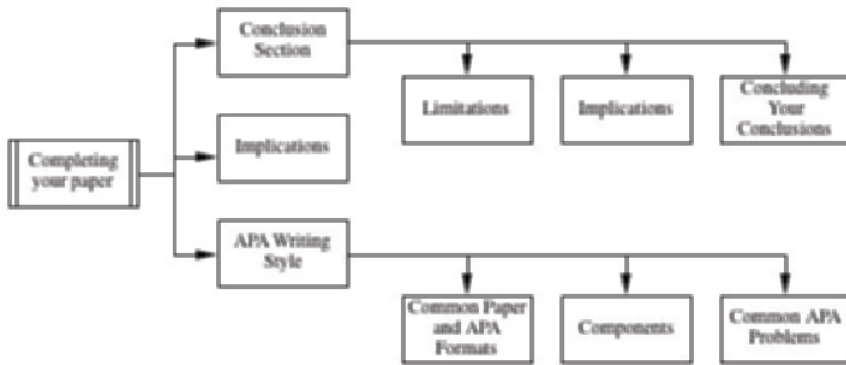 Conclusion
Section
Limitations
Implications
Concluding
Your
Conclusions
Completing
your paper
Implications
APA Writing
Style
Common Paper
and APA
Formats
Components
Common APA
Problems